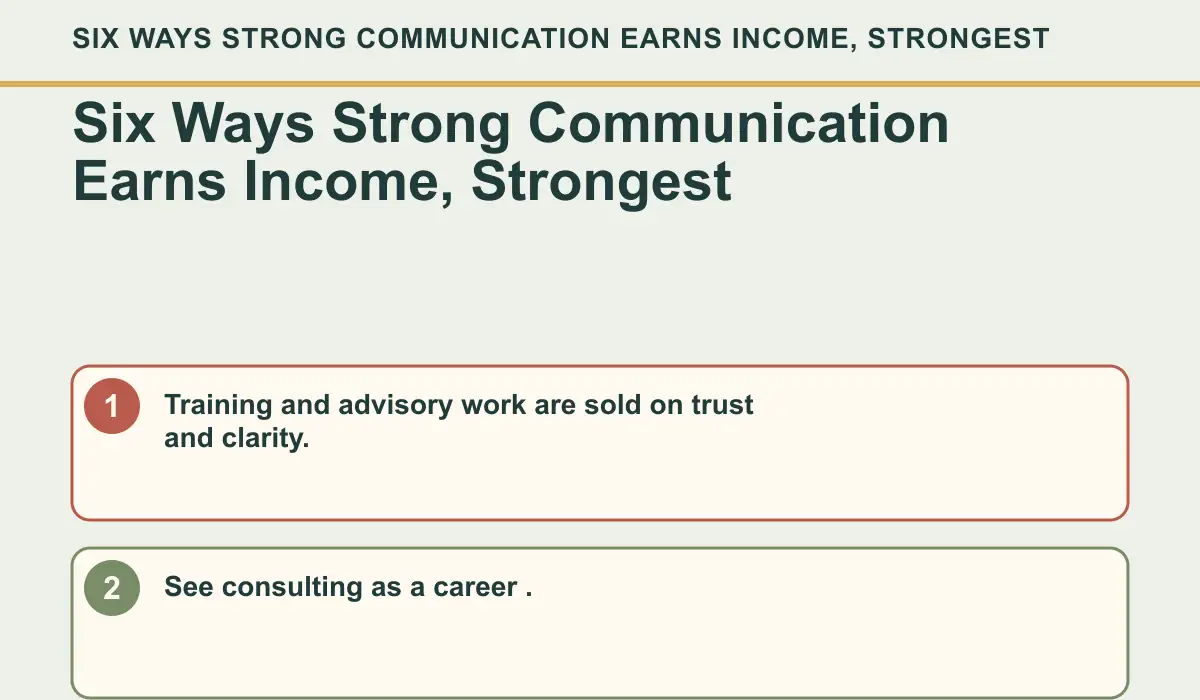 SIX WAYS STRONG COMMUNICATION EARNS INCOME, STRONGEST
Six Ways Strong Communication
Earns Income, Strongest
1
Training and advisory work are sold on trust
and clarity.
2
See consulting as a career .